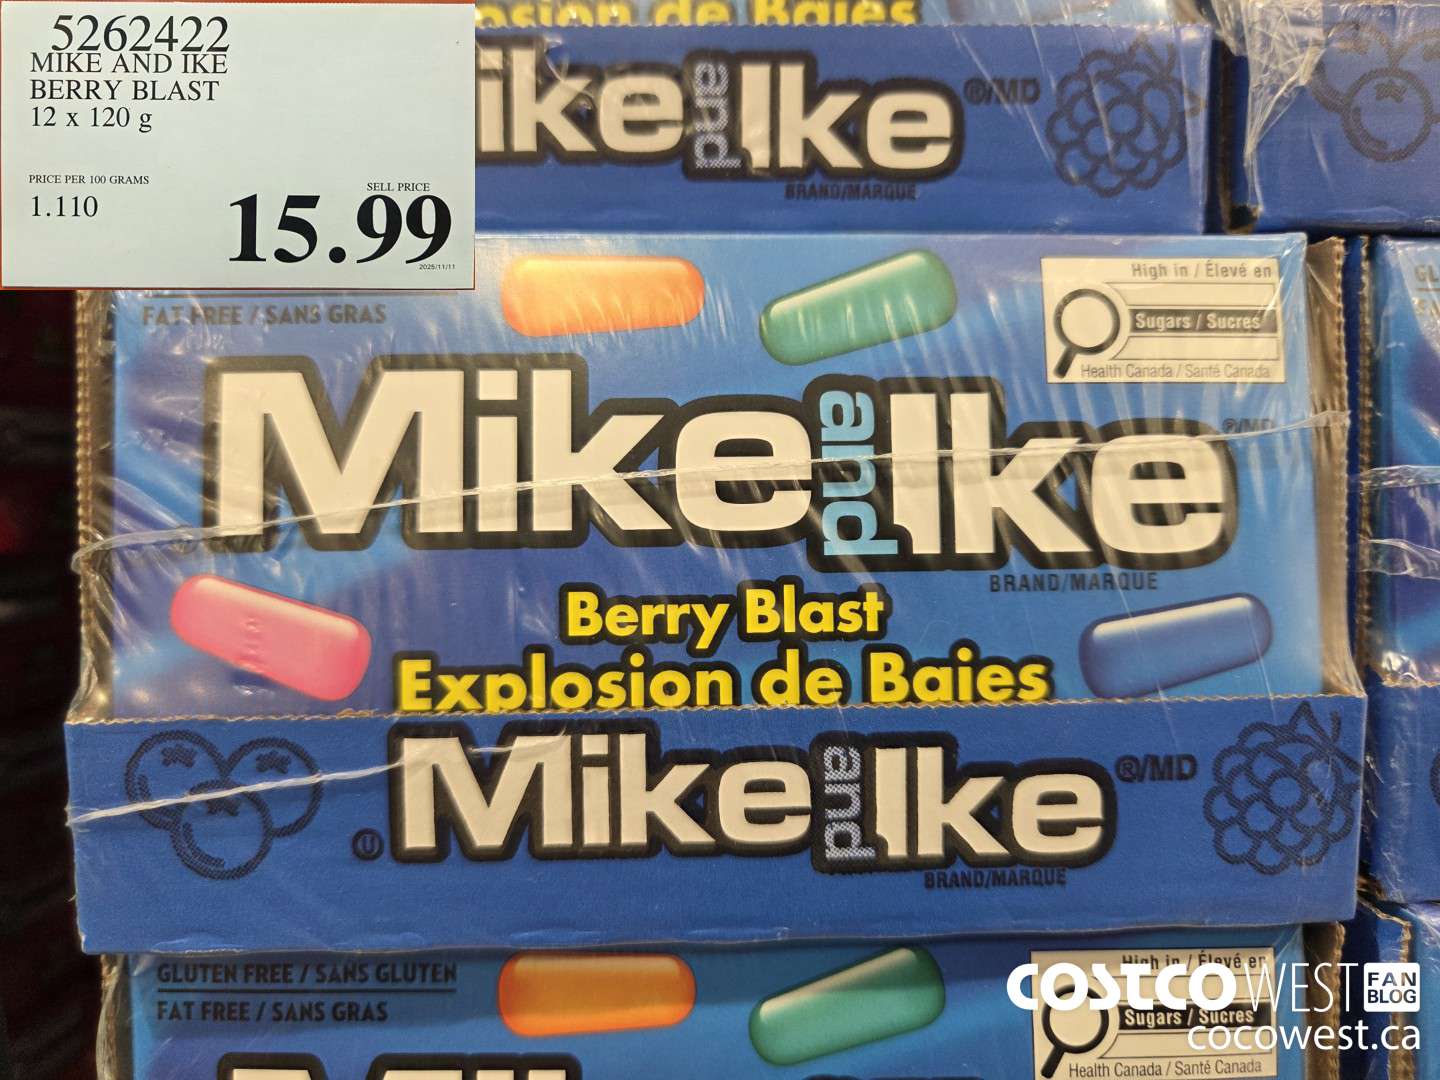 5262422
MIKE AND IKE
BERRY BLAST
12 x 120 g
PRICE PER 100 GRAMS
1.110
SELL PRICE
15.99
2025/11/11
de Baies
and Ike ®/MD
BRAND/MARQUE
FAT FREE / SANS GRAS
High in / Élevé en
Sugars / Sucres
Health Canada / Santé Canada
Mike and Ike ®/MD
BRAND/MARQUE
Berry Blast
Explosion de Baies
U Mike and Ike ®/MD
BRAND/MARQUE
GLUTEN FREE / SANS GLUTEN
FAT FREE / SANS GRAS
High in / Élevé en
Sugars / Sucres
Health Canada / Santé Canada
COSTCO WEST FAN BLOG
cocowest.ca